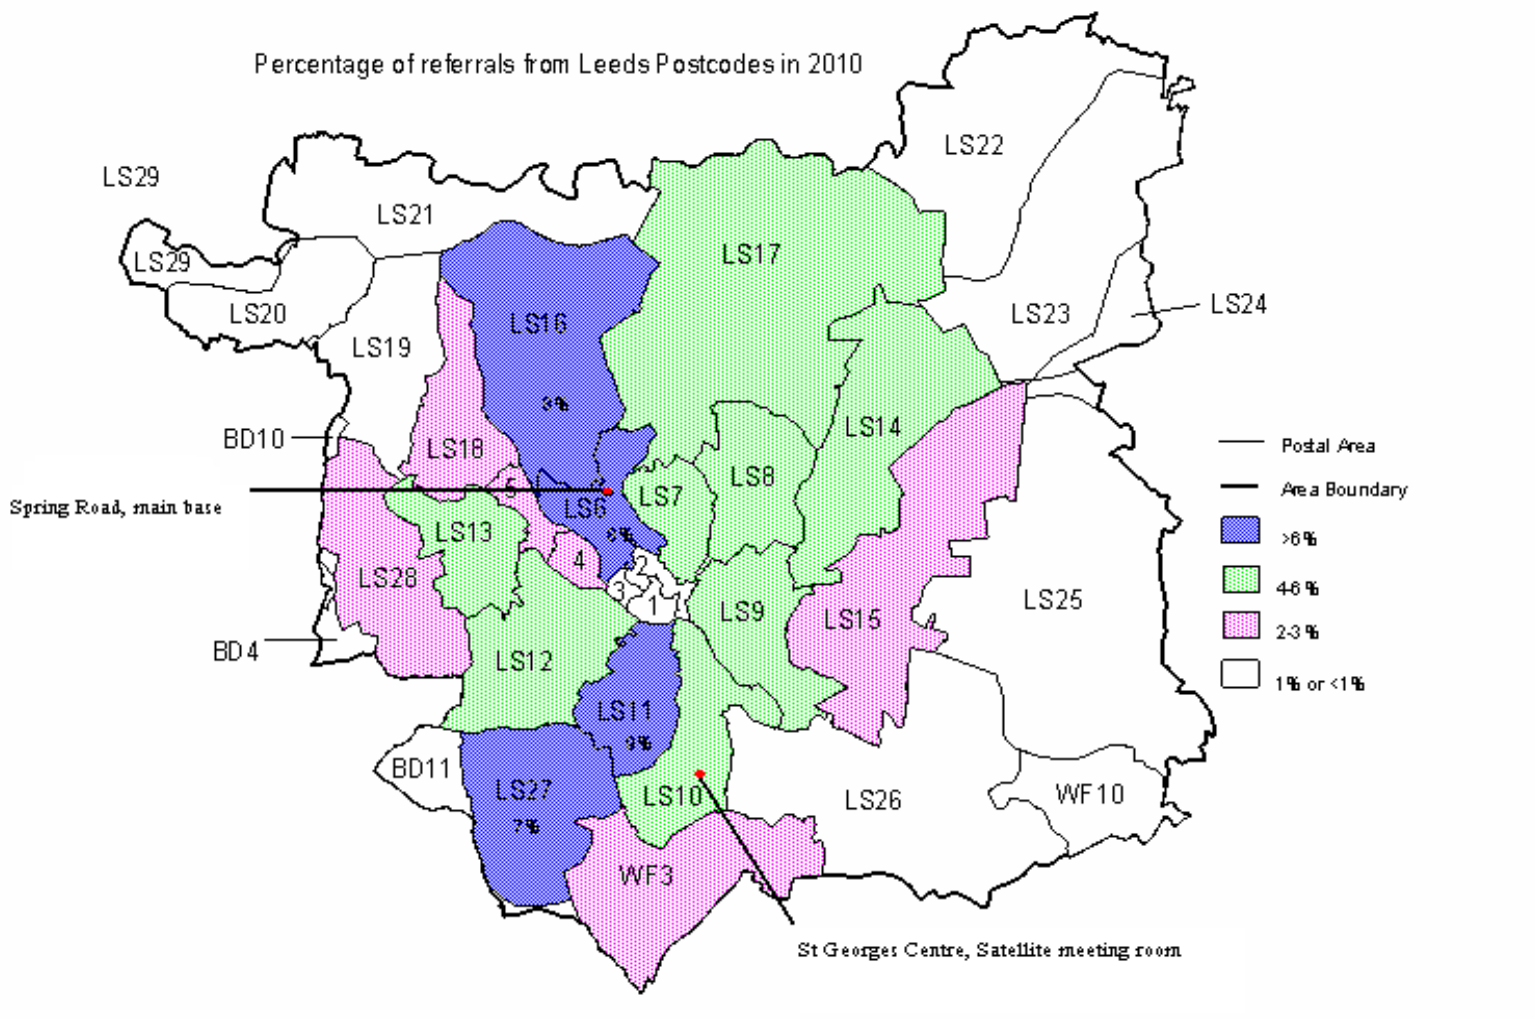 Percentage of referrals from Leeds Postcodes in 2010
LS22
LS29
LS21
LS17
LS29
LS20
LS16
LS23
LS24
LS19
LS14
BD10
LS18
LS8
Postal Area
5
LS7
Area Boundary
Spring Road, main base
LS6
LS13
>6%
4
2
LS28
3
1
LS9
LS15
LS25
4-6 %
2-3 %
BD4
LS12
1% or <1%
LS11
BD11
LS27
7%
LS10
LS26
WF10
WF3
St Georges Centre, Satellite meeting room